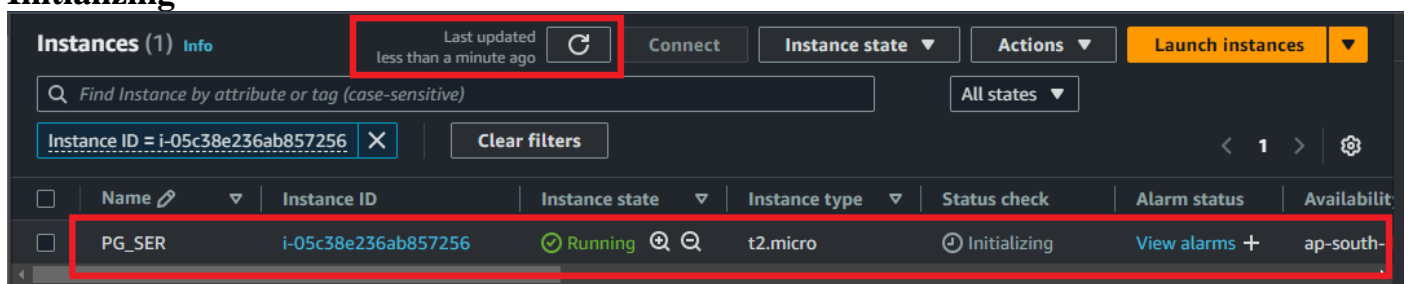 Initializing
Instances (1) Info
Last updated
less than a minute ago
Connect
Instance state
Actions
Launch instances
Find Instance by attribute or tag (case-sensitive)
All states
Instance ID = i-05c38e236ab857256
Clear filters
1
Name Instance ID Instance state Instance type Status check Alarm status Availabilit
PG_SER i-05c38e236ab857256 Running t2.micro Initializing View alarms + ap-south-